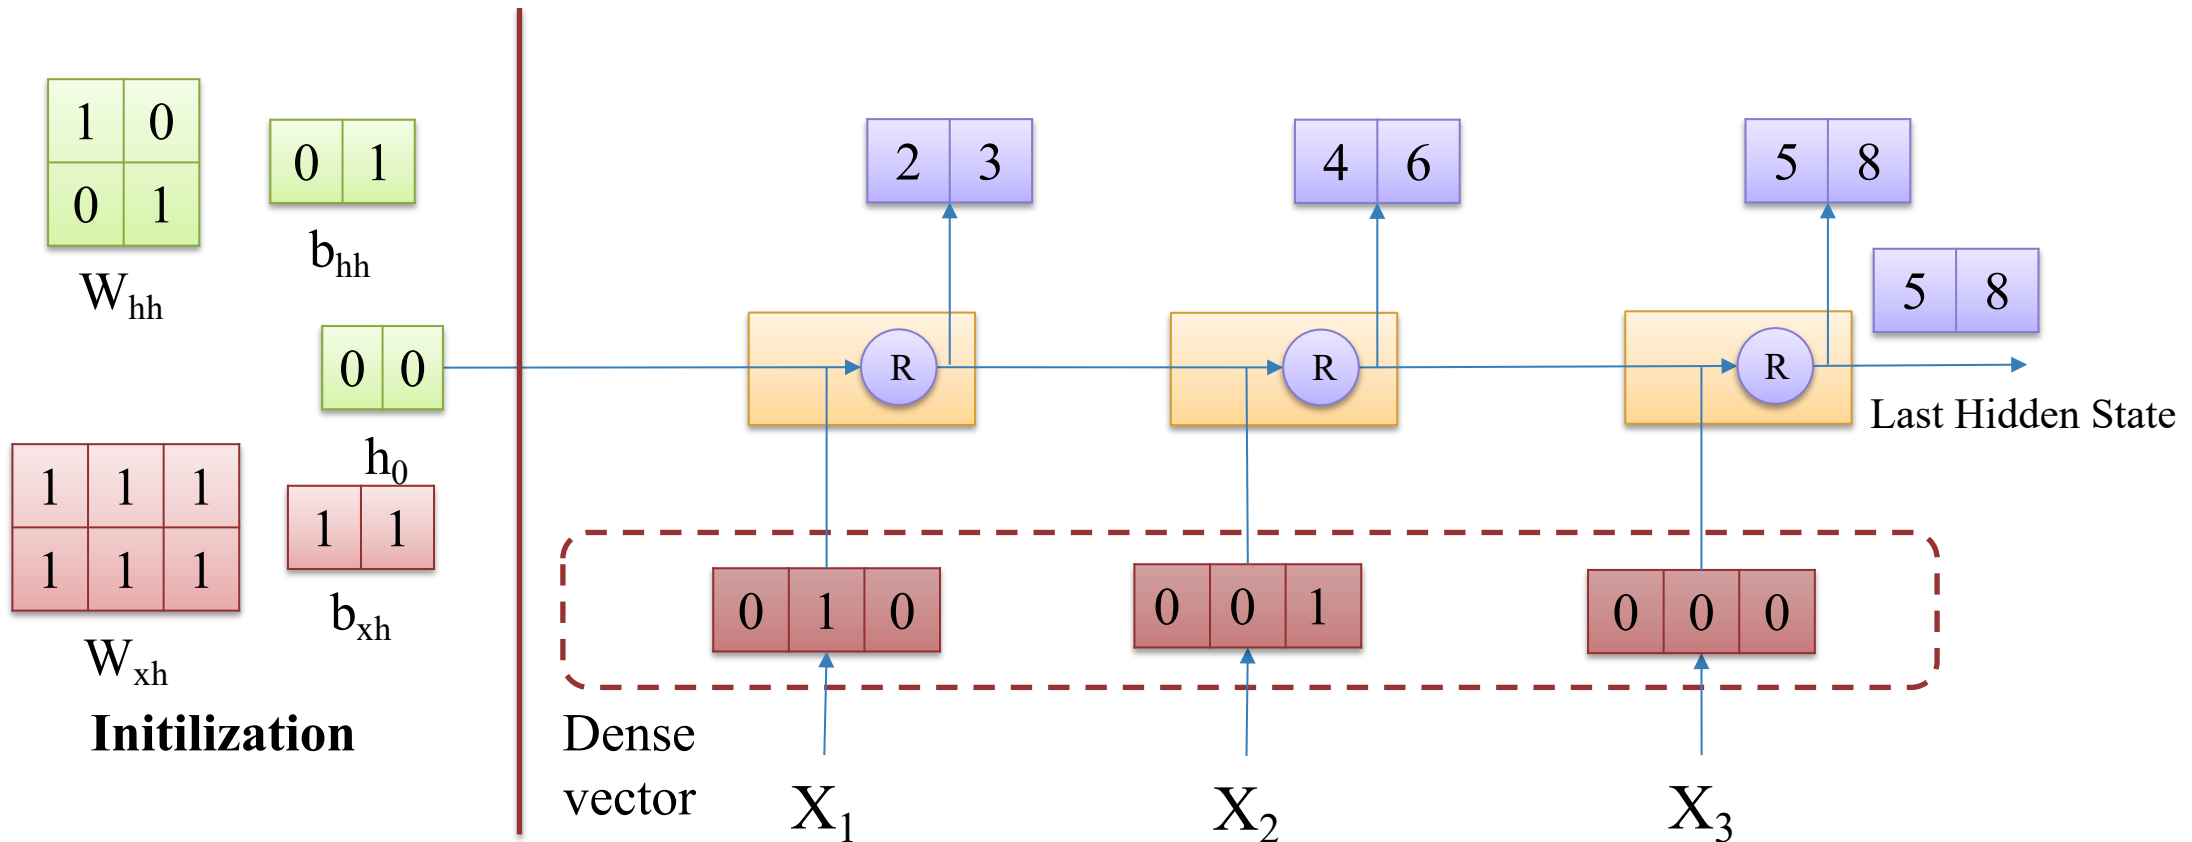 1 0
0 1
W_hh
0 1
b_hh
0 0
h_0
1 1 1
1 1 1
W_xh
1 1
b_xh
Initilization
2 3
4 6
5 8
5 8
R
R
R
Last Hidden State
0 1 0
0 0 1
0 0 0
Dense
vector
X_1
X_2
X_3